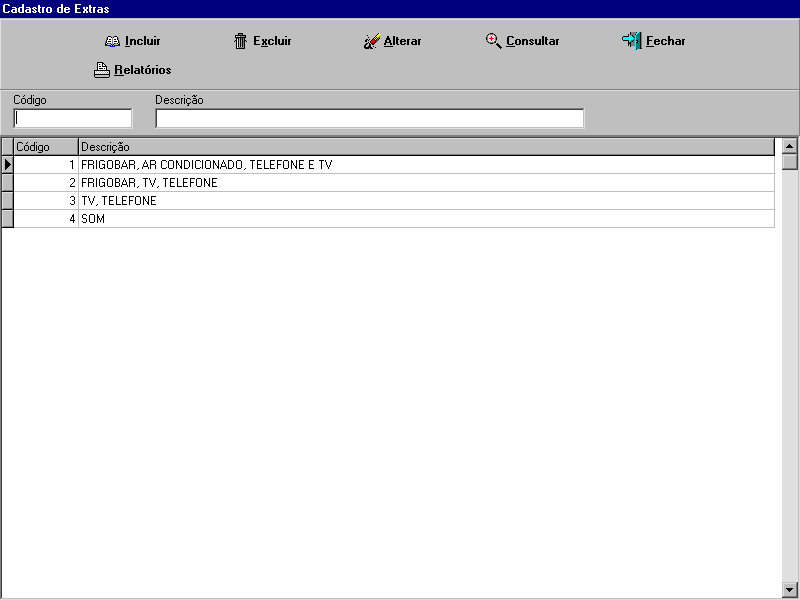 Cadastro de Extras
Incluir Excluir Alterar Consultar Fechar
Relatórios
Código Descrição
Código Descrição
1 FRIGOBAR, AR CONDICIONADO, TELEFONE E TV
2 FRIGOBAR, TV, TELEFONE
3 TV, TELEFONE
4 SOM